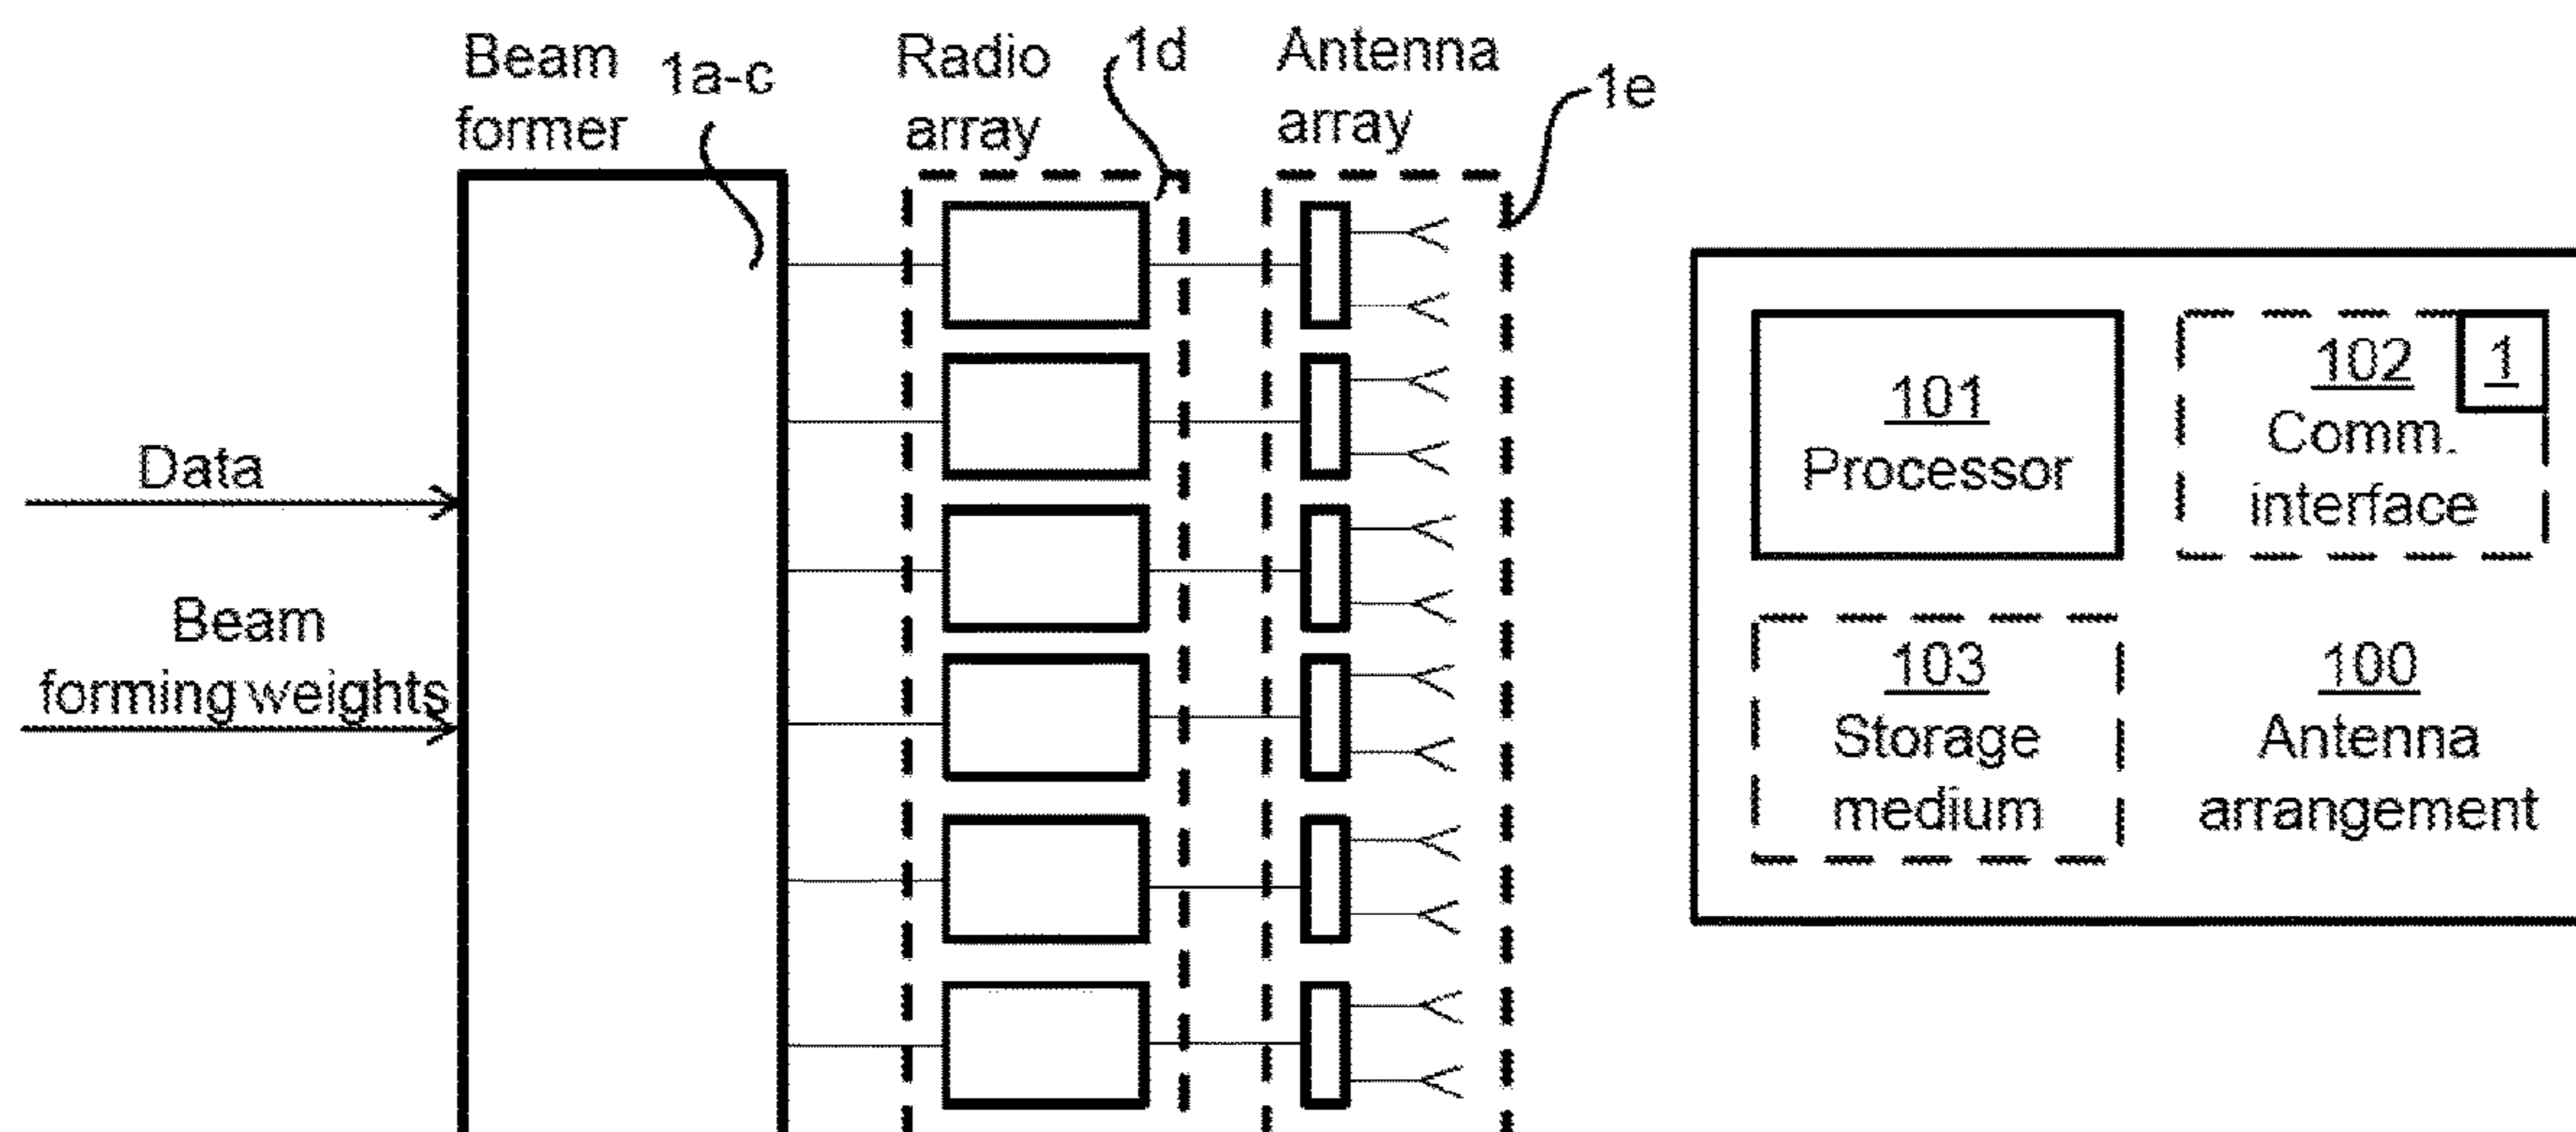 Beam
former
1a-c
Radio
array
1d
Antenna
array
1e
Data
Beam
forming weights
101
Processor
102
Comm.
interface
1
103
Storage
medium
100
Antenna
arrangement